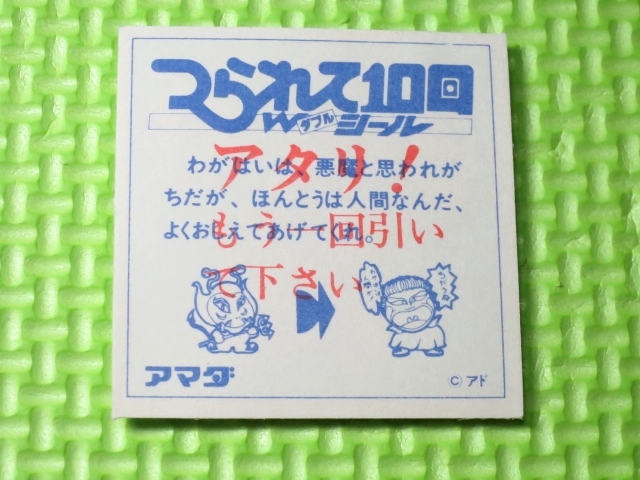 つられて10回
Wダブルシール
アタリ!
わがはいは、悪魔と思われが
ちだが、ほんとうは人間なんだ、
もう一回引い
よくおしえてあげてくれ。
て下さい
アマダ
© アド